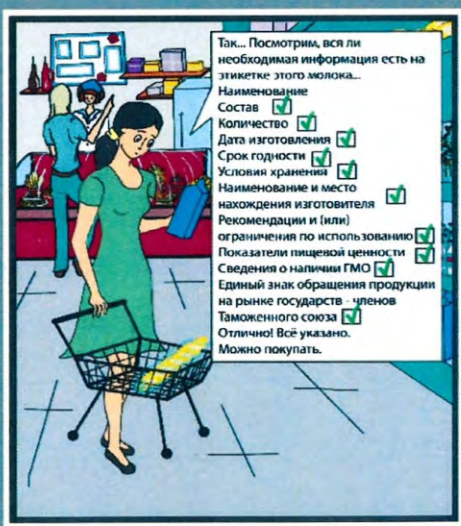 Так... Посмотрим, вся ли
необходимая информация есть на
этикетке этого молока...
Наименование
Состав
Количество
Дата изготовления
Срок годности
Условия хранения
Наименование и место
нахождения изготовителя
Рекомендации и (или)
ограничения по использованию
Показатели пищевой ценности
Сведения о наличии ГМО
Единый знак обращения продукции
на рынке государств - членов
Таможенного союза
Отлично! Всё указано.
Можно покупать.